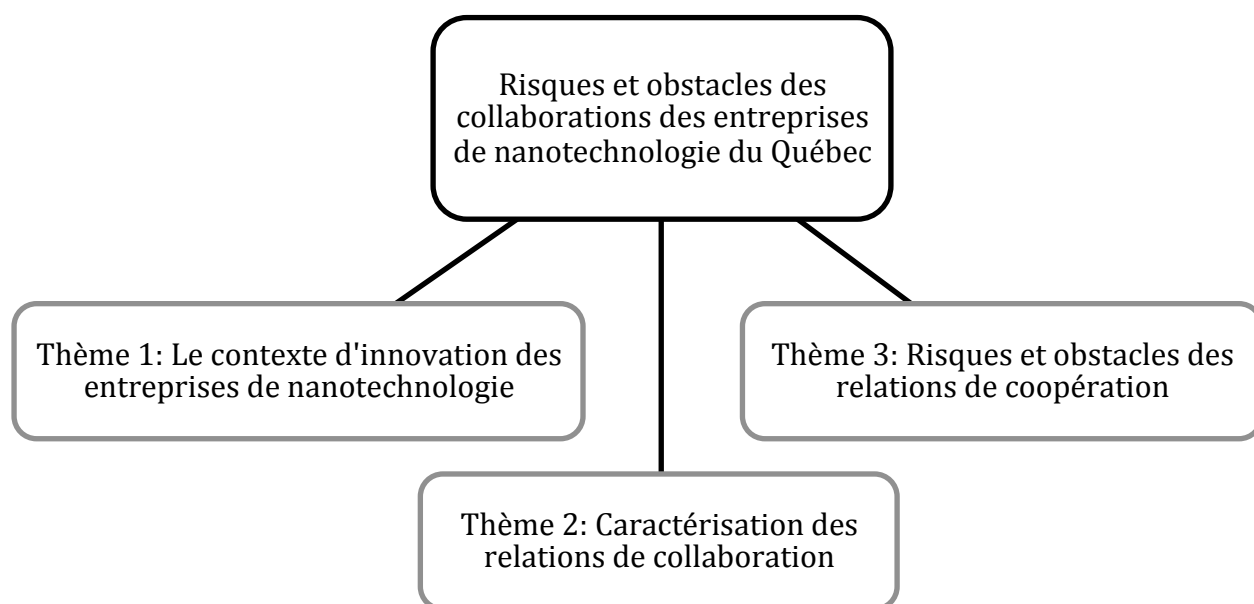 Risques et obstacles des
collaborations des entreprises
de nanotechnologie du Québec
Thème 1: Le contexte d'innovation des
entreprises de nanotechnologie
Thème 3: Risques et obstacles des
relations de coopération
Thème 2: Caractérisation des
relations de collaboration